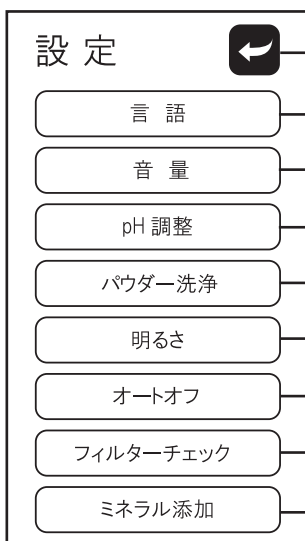 設 定
言 語
音 量
pH 調整
パウダー洗浄
明るさ
オートオフ
フィルターチェック
ミネラル添加